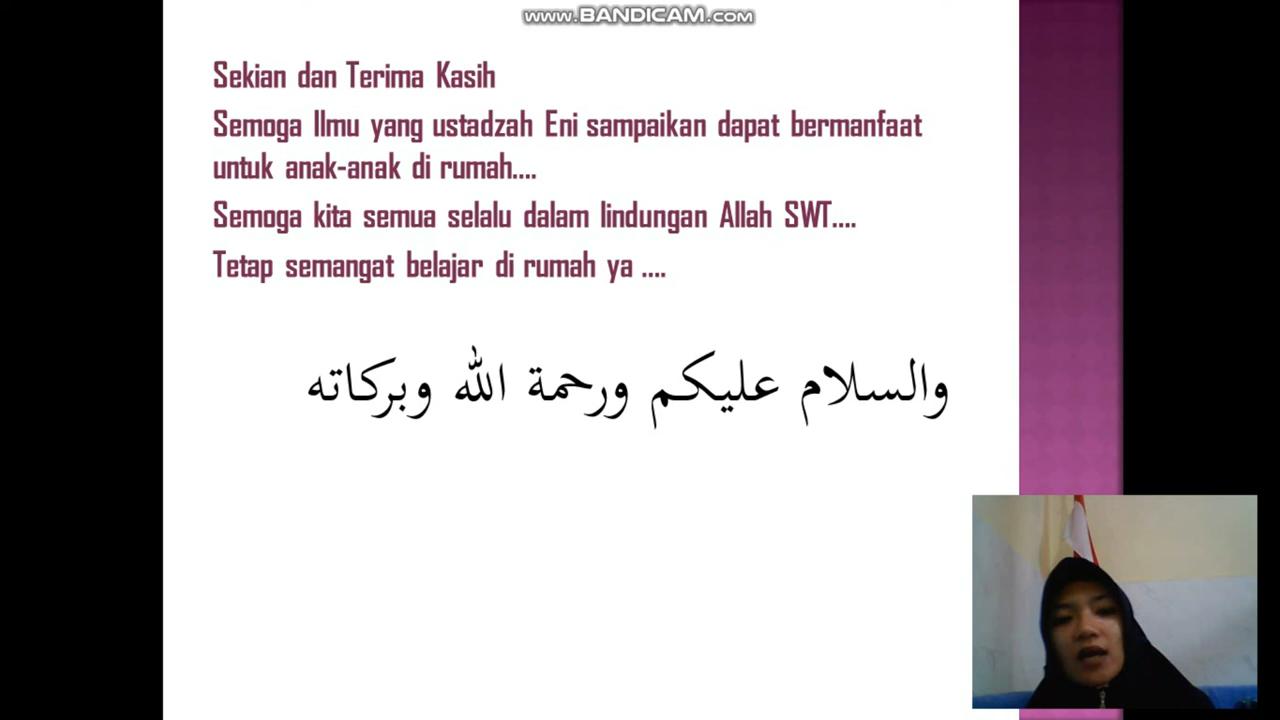 www.BANDICAM.com
Sekian dan Terima Kasih
Semoga Ilmu yang ustadzah Eni sampaikan dapat bermanfaat
untuk anak-anak di rumah....
Semoga kita semua selalu dalam lindungan Allah SWT....
Tetap semangat belajar di rumah ya ....
والسلام عليكم ورحمة الله وبركاته